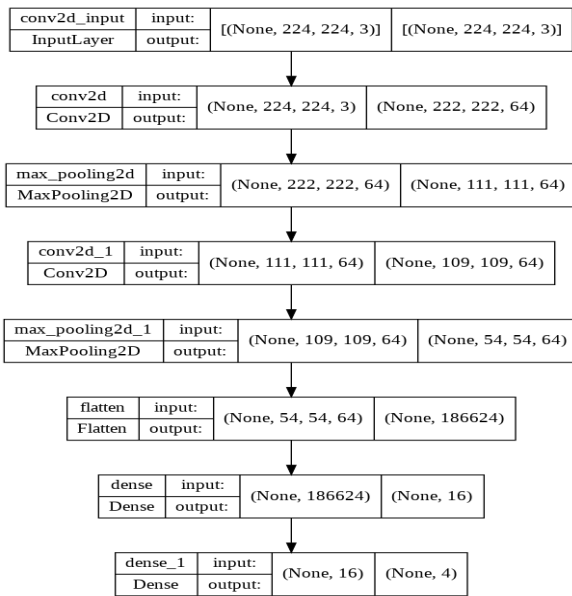 conv2d_input input: [(None, 224, 224, 3)] [(None, 224, 224, 3)]
InputLayer output:
conv2d input: (None, 224, 224, 3) (None, 222, 222, 64)
Conv2D output:
max_pooling2d input: (None, 222, 222, 64) (None, 111, 111, 64)
MaxPooling2D output:
conv2d_1 input: (None, 111, 111, 64) (None, 109, 109, 64)
Conv2D output:
max_pooling2d_1 input: (None, 109, 109, 64) (None, 54, 54, 64)
MaxPooling2D output:
flatten input: (None, 54, 54, 64) (None, 186624)
Flatten output:
dense input: (None, 186624) (None, 16)
Dense output:
dense_1 input: (None, 16) (None, 4)
Dense output: